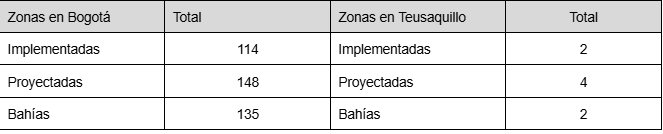 Zonas en Bogotá Total Zonas en Teusaquillo Total
Implementadas 114 Implementadas 2
Proyectadas 148 Proyectadas 4
Bahías 135 Bahías 2